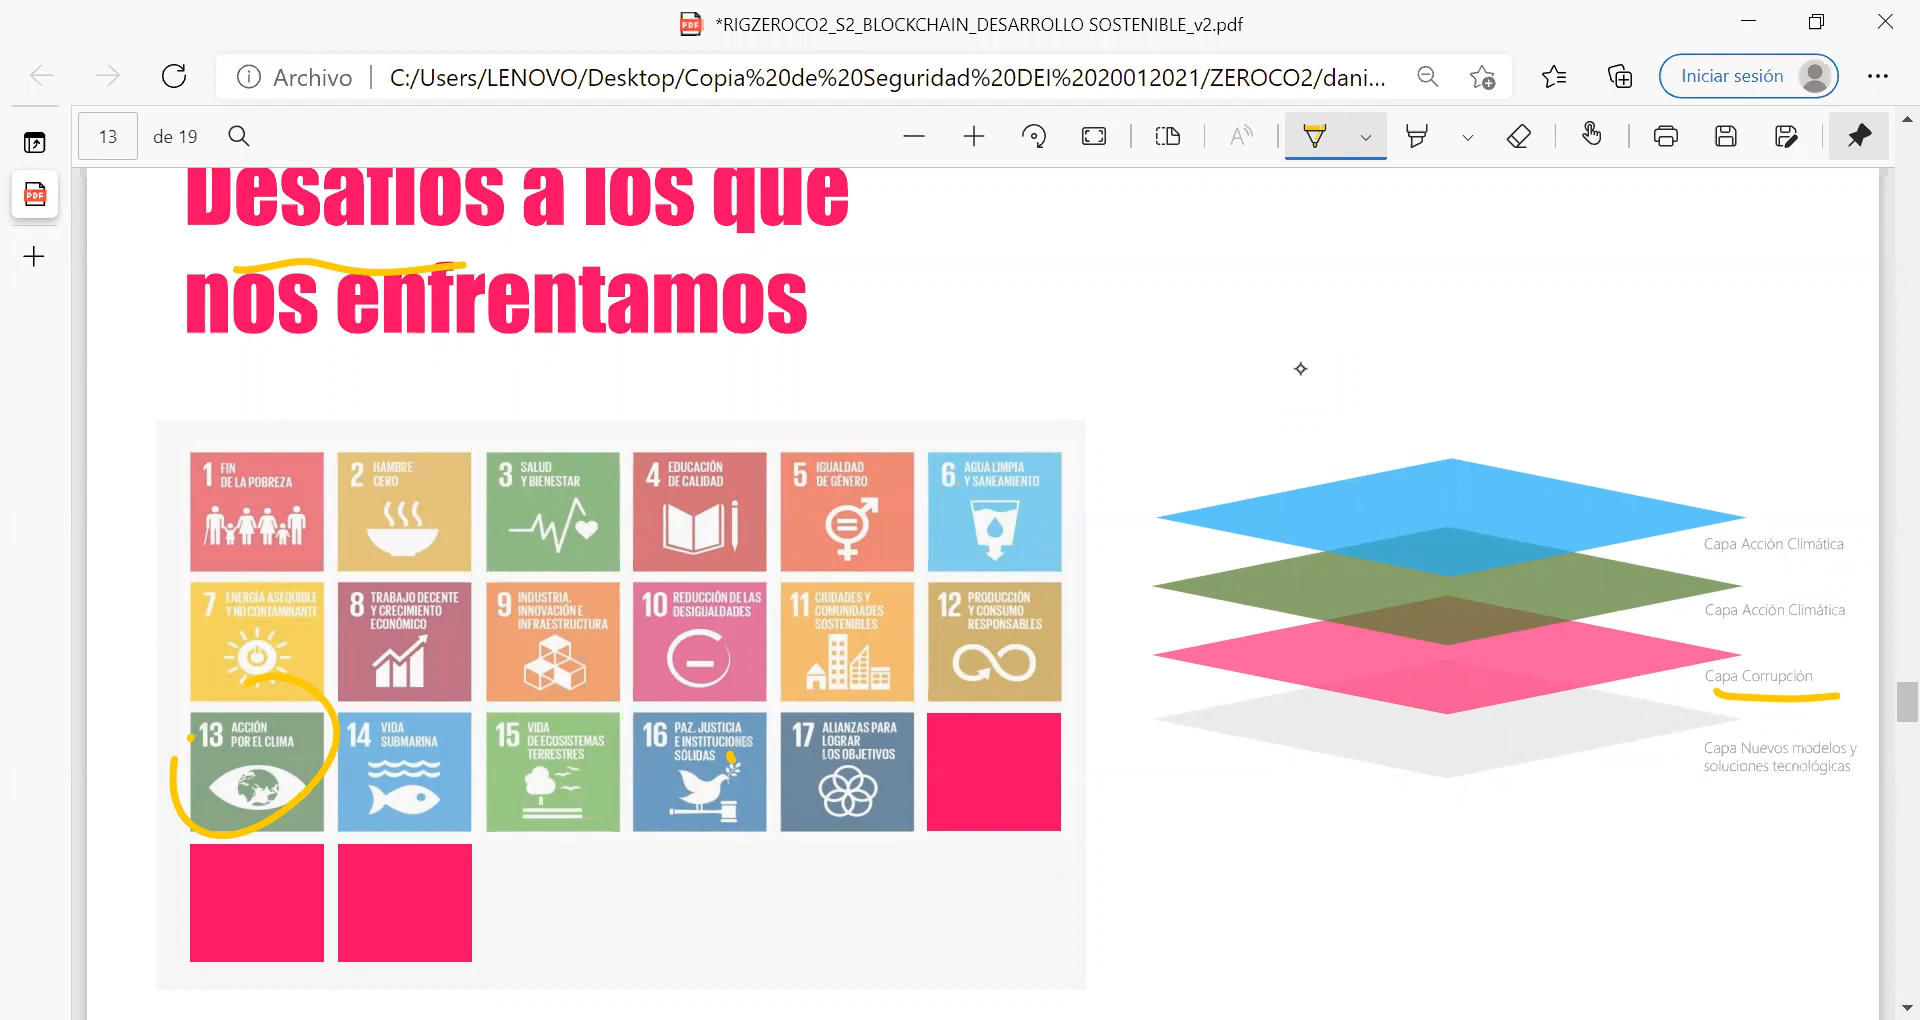 *RIGZEROCO2_S2_BLOCKCHAIN_DESARROLLO SOSTENIBLE_v2.pdf
Archivo
C:/Users/LENOVO/Desktop/Copia%20de%20Seguridad%20DEI%2020012021/ZEROCO2/dani...
Iniciar sesión
13
de 19
Desafíos a los que
nos enfrentamos
1 FIN
DE LA POBREZA
2 HAMBRE
CERO
3 SALUD
Y BIENESTAR
4 EDUCACIÓN
DE CALIDAD
5 IGUALDAD
DE GÉNERO
6 AGUA LIMPIA
Y SANEAMIENTO
7 ENERGÍA ASEQUIBLE
Y NO CONTAMINANTE
8 TRABAJO DECENTE
Y CRECIMIENTO
ECONÓMICO
9 INDUSTRIA,
INNOVACIÓN E
INFRAESTRUCTURA
10 REDUCCIÓN DE LAS
DESIGUALDADES
11 CIUDADES Y
COMUNIDADES
SOSTENIBLES
12 PRODUCCIÓN
Y CONSUMO
RESPONSABLES
13 ACCIÓN
POR EL CLIMA
14 VIDA
SUBMARINA
15 VIDA
DE ECOSISTEMAS
TERRESTRES
16 PAZ, JUSTICIA
E INSTITUCIONES
SÓLIDAS
17 ALIANZAS PARA
LOGRAR
LOS OBJETIVOS
Capa Acción Climática
Capa Acción Climática
Capa Corrupción
Capa Nuevos modelos y
soluciones tecnológicas